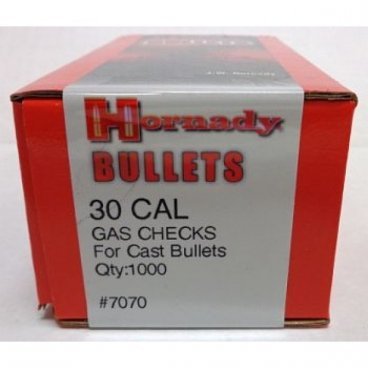 Hornady
BULLETS
30 CAL
GAS CHECKS
For Cast Bullets
Qty:1000
#7070